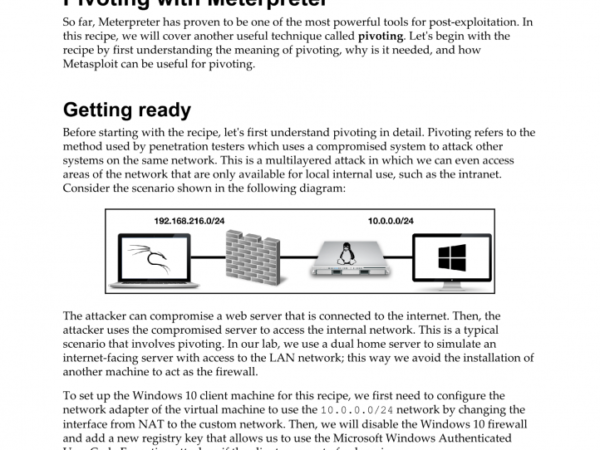 Pivoting with Meterpreter
So far, Meterpreter has proven to be one of the most powerful tools for post-exploitation. In
this recipe, we will cover another useful technique called pivoting. Let's begin with the
recipe by first understanding the meaning of pivoting, why is it needed, and how
Metasploit can be useful for pivoting.
Getting ready
Before starting with the recipe, let's first understand pivoting in detail. Pivoting refers to the
method used by penetration testers which uses a compromised system to attack other
systems on the same network. This is a multilayered attack in which we can even access
areas of the network that are only available for local internal use, such as the intranet.
Consider the scenario shown in the following diagram:
192.168.216.0/24
10.0.0.0/24
The attacker can compromise a web server that is connected to the internet. Then, the
attacker uses the compromised server to access the internal network. This is a typical
scenario that involves pivoting. In our lab, we use a dual home server to simulate an
internet-facing server with access to the LAN network; this way we avoid the installation of
another machine to act as the firewall.
To set up the Windows 10 client machine for this recipe, we first need to configure the
network adapter of the virtual machine to use the 10.0.0.0/24 network by changing the
interface from NAT to the custom network. Then, we will disable the Windows 10 firewall
and add a new registry key that allows us to use the Microsoft Windows Authenticated